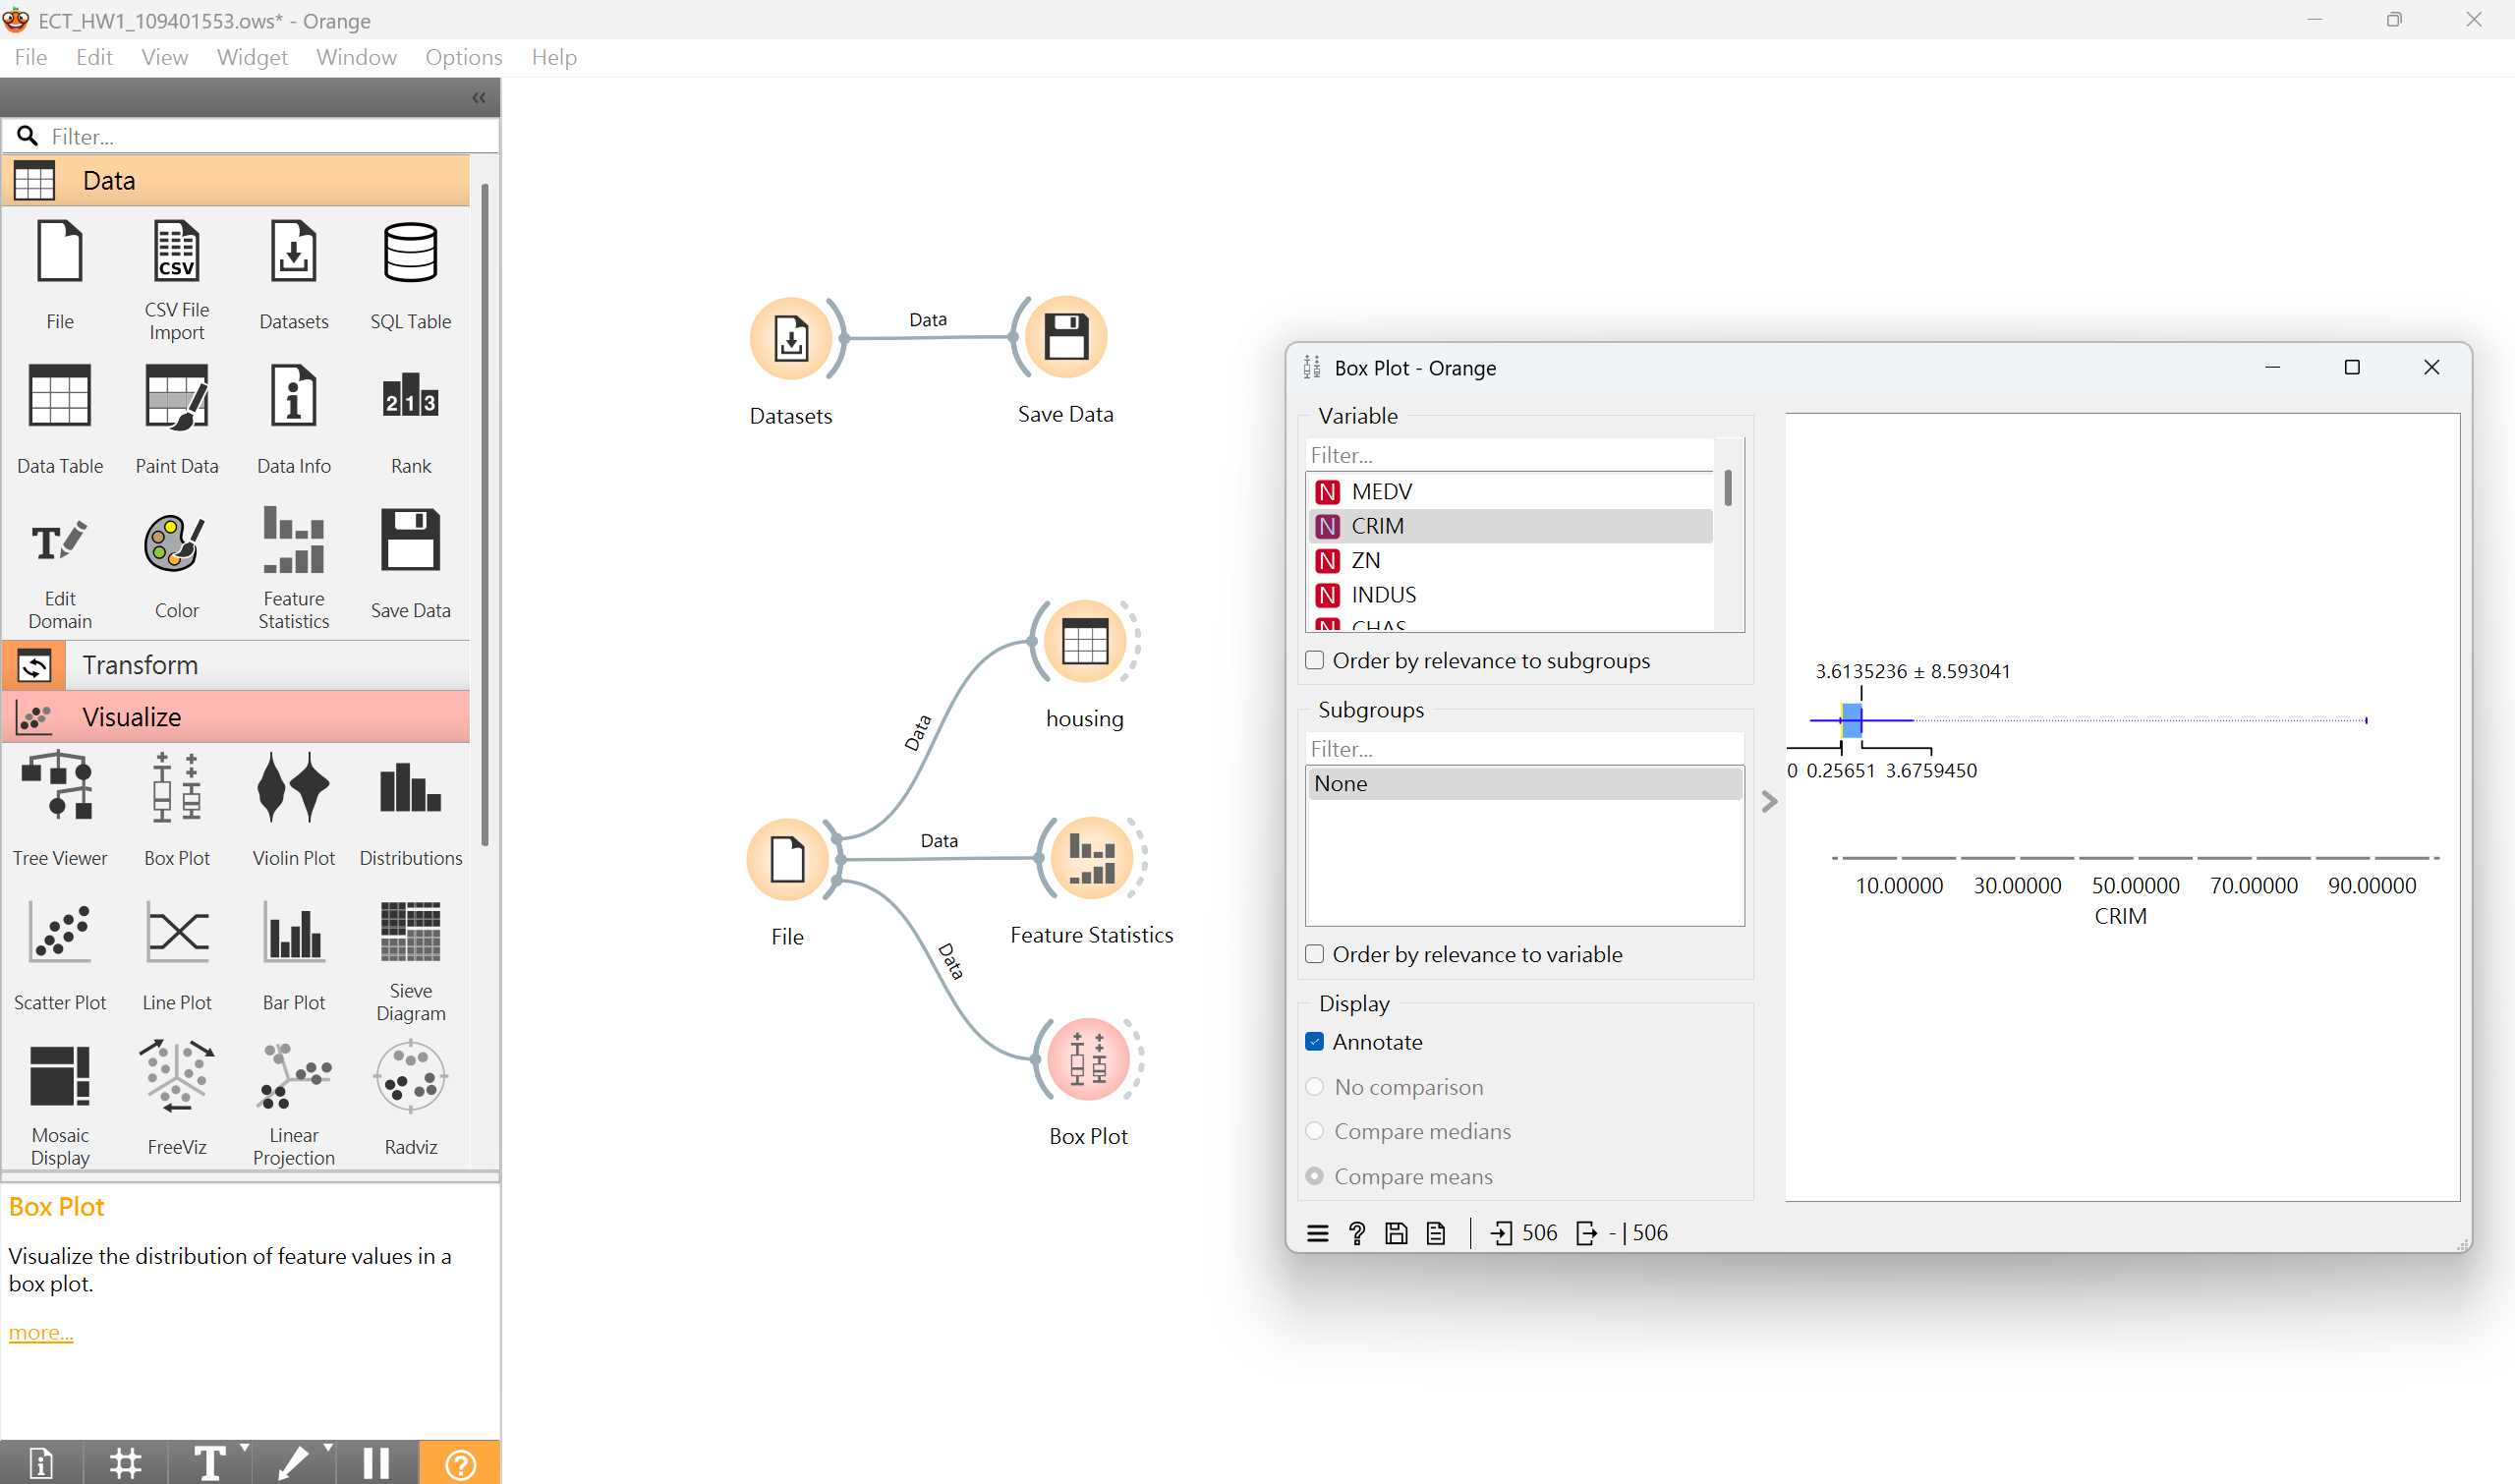 ECT_HW1_109401553.ows* - Orange
File Edit View Widget Window Options Help
Filter...
Data
File
CSV File
Import
CSV
Datasets
SQL Table
Data Table
Paint Data
Data Info
Rank
2 1 3
Edit
Domain
Color
Feature
Statistics
Save Data
Transform
Visualize
Tree Viewer
Box Plot
Violin Plot
Distributions
Scatter Plot
Line Plot
Bar Plot
Sieve
Diagram
Mosaic
Display
FreeViz
Linear
Projection
Radviz
Box Plot
Visualize the distribution of feature values in a
box plot.
more...
Data
Datasets
Save Data
Data
housing
Data
File
Feature Statistics
Data
Box Plot
Box Plot - Orange
Variable
Filter...
N MEDV
N CRIM
N ZN
N INDUS
N CHAS
Order by relevance to subgroups
Subgroups
Filter...
None
Order by relevance to variable
Display
Annotate
No comparison
Compare medians
Compare means
506 - | 506
3.6135236 ± 8.593041
0 0.25651 3.6759450
10.00000 30.00000 50.00000 70.00000 90.00000
CRIM